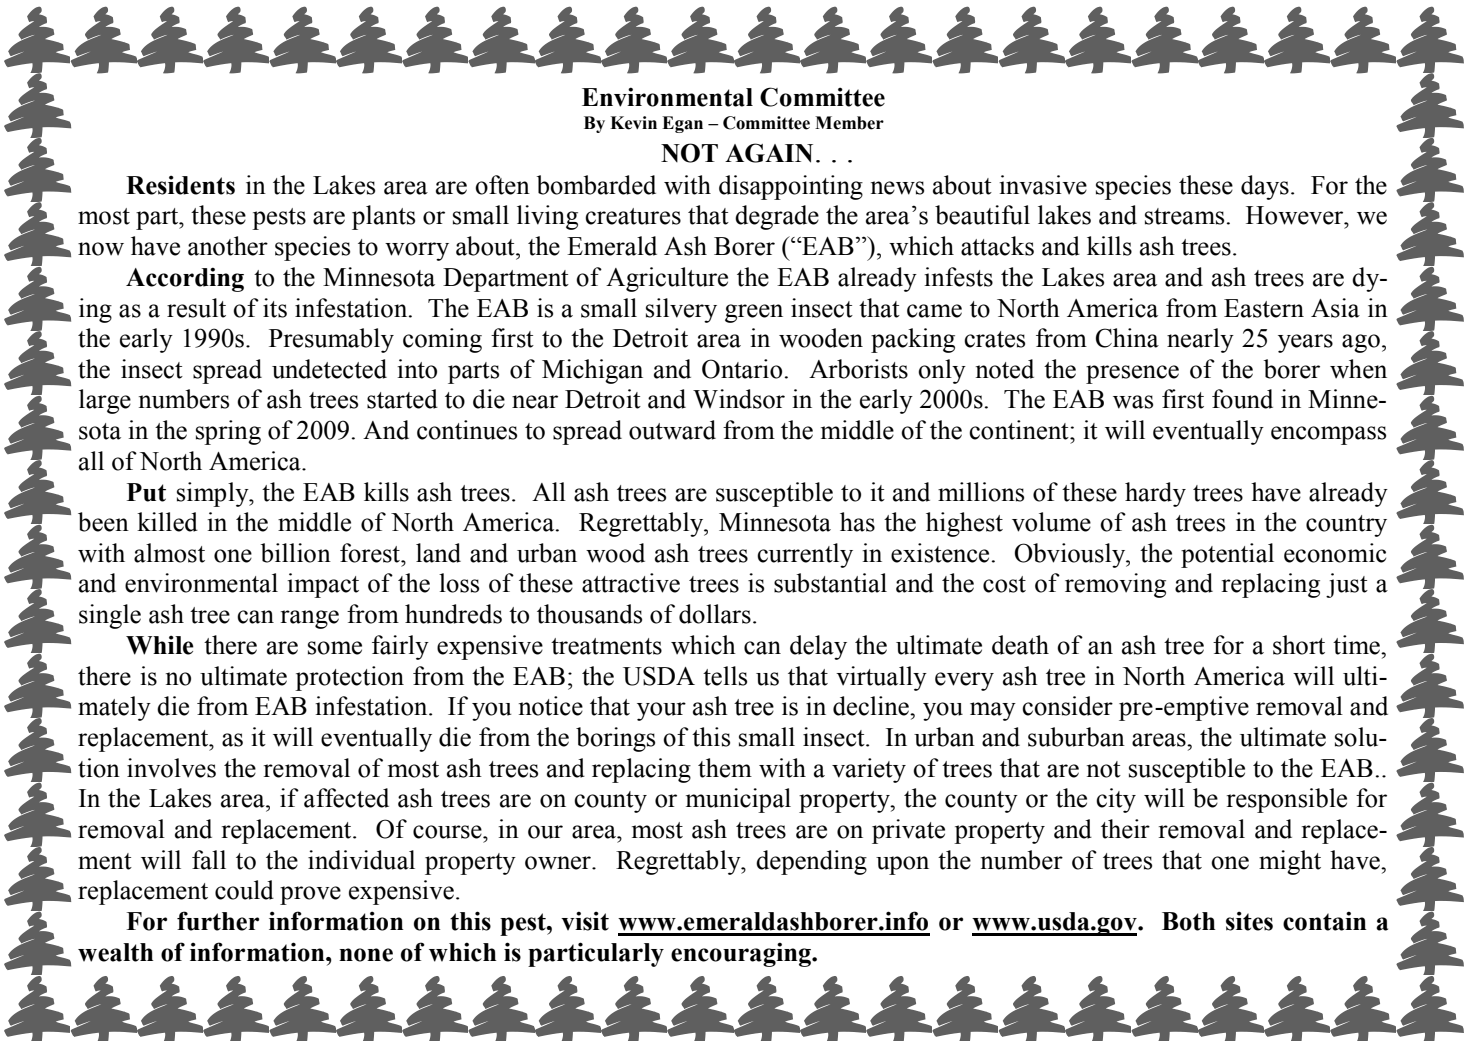 Environmental Committee
By Kevin Egan – Committee Member
NOT AGAIN. . .
Residents in the Lakes area are often bombarded with disappointing news about invasive species these days.  For the
most part, these pests are plants or small living creatures that degrade the area’s beautiful lakes and streams.  However, we
now have another species to worry about, the Emerald Ash Borer (“EAB”), which attacks and kills ash trees.
According to the Minnesota Department of Agriculture the EAB already infests the Lakes area and ash trees are dy-
ing as a result of its infestation.  The EAB is a small silvery green insect that came to North America from Eastern Asia in
the early 1990s.  Presumably coming first to the Detroit area in wooden packing crates from China nearly 25 years ago,
the insect spread undetected into parts of Michigan and Ontario.  Arborists only noted the presence of the borer when
large numbers of ash trees started to die near Detroit and Windsor in the early 2000s.  The EAB was first found in Minne-
sota in the spring of 2009. And continues to spread outward from the middle of the continent; it will eventually encompass
all of North America.
Put simply, the EAB kills ash trees.  All ash trees are susceptible to it and millions of these hardy trees have already
been killed in the middle of North America.  Regrettably, Minnesota has the highest volume of ash trees in the country
with almost one billion forest, land and urban wood ash trees currently in existence.  Obviously, the potential economic
and environmental impact of the loss of these attractive trees is substantial and the cost of removing and replacing just a
single ash tree can range from hundreds to thousands of dollars.
While there are some fairly expensive treatments which can delay the ultimate death of an ash tree for a short time,
there is no ultimate protection from the EAB; the USDA tells us that virtually every ash tree in North America will ulti-
mately die from EAB infestation.  If you notice that your ash tree is in decline, you may consider pre-emptive removal and
replacement, as it will eventually die from the borings of this small insect.  In urban and suburban areas, the ultimate solu-
tion involves the removal of most ash trees and replacing them with a variety of trees that are not susceptible to the EAB..
In the Lakes area, if affected ash trees are on county or municipal property, the county or the city will be responsible for
removal and replacement.  Of course, in our area, most ash trees are on private property and their removal and replace-
ment will fall to the individual property owner.  Regrettably, depending upon the number of trees that one might have,
replacement could prove expensive.
For further information on this pest, visit www.emeraldashborer.info or www.usda.gov.  Both sites contain a
wealth of information, none of which is particularly encouraging.